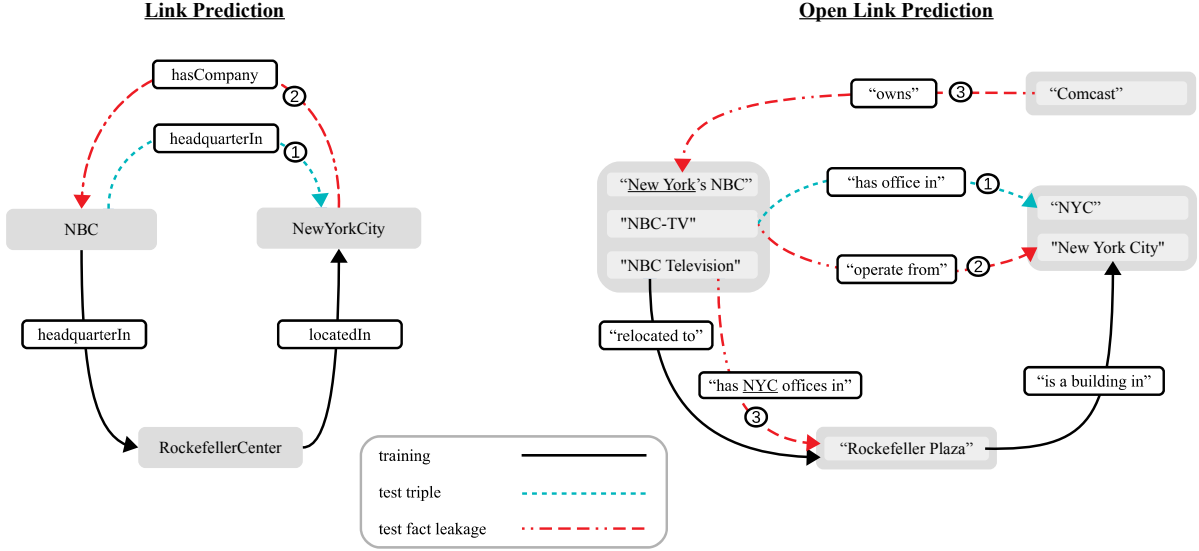 Link Prediction
hasCompany
2
headquarterIn
1
NBC
NewYorkCity
headquarterIn
locatedIn
RockefellerCenter
Open Link Prediction
“owns”
3
“Comcast”
“New York’s NBC”
"NBC-TV"
"NBC Television"
“has office in”
1
“NYC”
"New York City"
“operate from”
2
“relocated to”
“has NYC offices in”
3
“is a building in”
“Rockefeller Plaza”
training
test triple
test fact leakage